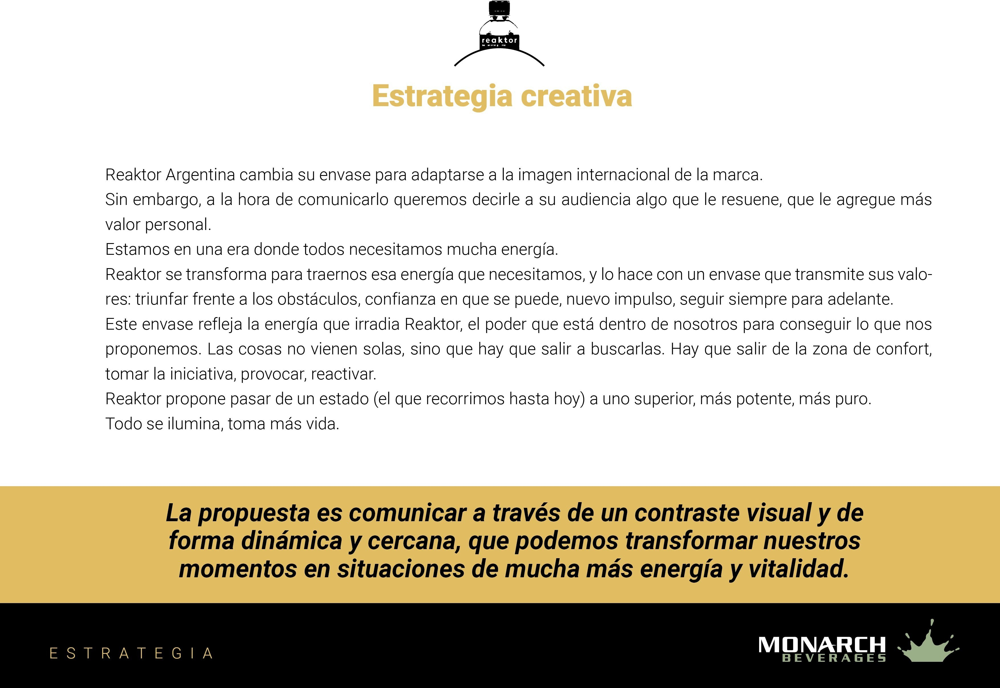 reaktor
Estrategia creativa
Reaktor Argentina cambia su envase para adaptarse a la imagen internacional de la marca.
Sin embargo, a la hora de comunicarlo queremos decirle a su audiencia algo que le resuene, que le agregue más
valor personal.
Estamos en una era donde todos necesitamos mucha energía.
Reaktor se transforma para traernos esa energía que necesitamos, y lo hace con un envase que transmite sus valo-
res: triunfar frente a los obstáculos, confianza en que se puede, nuevo impulso, seguir siempre para adelante.
Este envase refleja la energía que irradia Reaktor, el poder que está dentro de nosotros para conseguir lo que nos
proponemos. Las cosas no vienen solas, sino que hay que salir a buscarlas. Hay que salir de la zona de confort,
tomar la iniciativa, provocar, reactivar.
Reaktor propone pasar de un estado (el que recorrimos hasta hoy) a uno superior, más potente, más puro.
Todo se ilumina, toma más vida.
La propuesta es comunicar a través de un contraste visual y de
forma dinámica y cercana, que podemos transformar nuestros
momentos en situaciones de mucha más energía y vitalidad.
ESTRATEGIA
MONARCH
BEVERAGES